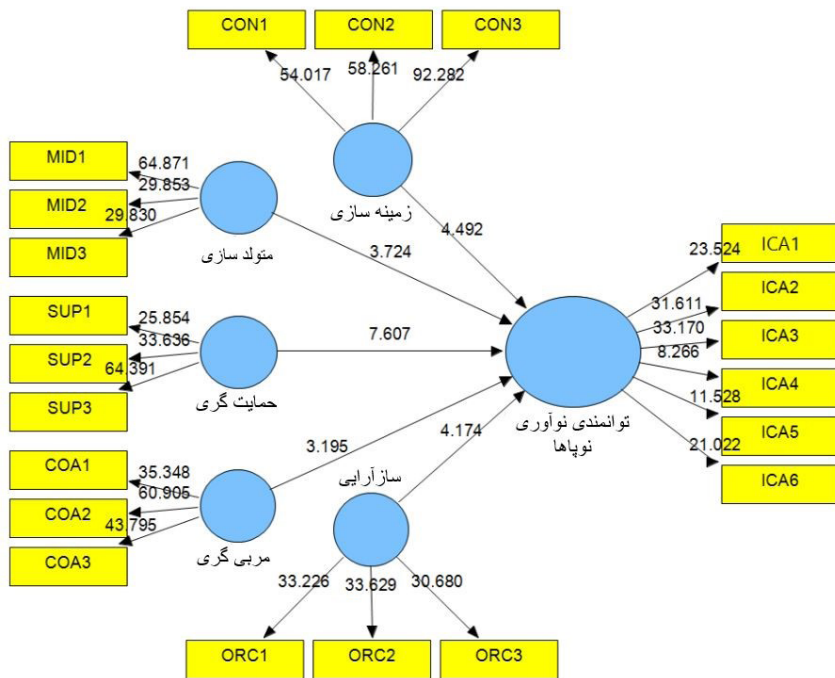 CON1
CON2
CON3
54.017
58.261
92.282
زمینه سازی
4.492
MID1
MID2
MID3
64.871
29.853
29.830
متولد سازی
3.724
SUP1
SUP2
SUP3
25.854
33.636
64.391
حمایت گری
7.607
COA1
COA2
COA3
35.348
60.905
43.795
مربی گری
3.195
سازآرایی
4.174
33.226
33.629
30.680
ORC1
ORC2
ORC3
توانمندی نوآوری
نوپاها
23.524
31.611
33.170
8.266
11.528
21.022
ICA1
ICA2
ICA3
ICA4
ICA5
ICA6